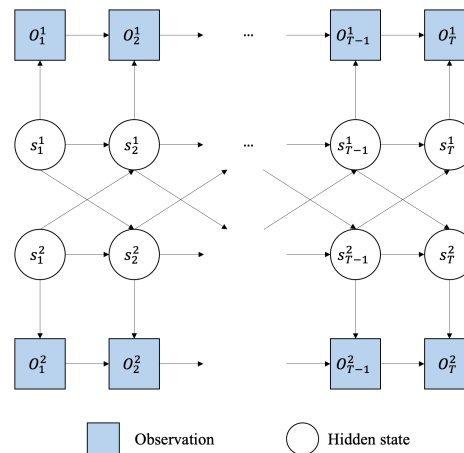 O_1^1 O_2^1 ... O_{T-1}^1 O_T^1
s_1^1 s_2^1 ... s_{T-1}^1 s_T^1
s_1^2 s_2^2 s_{T-1}^2 s_T^2
O_1^2 O_2^2 O_{T-1}^2 O_T^2
Observation Hidden state